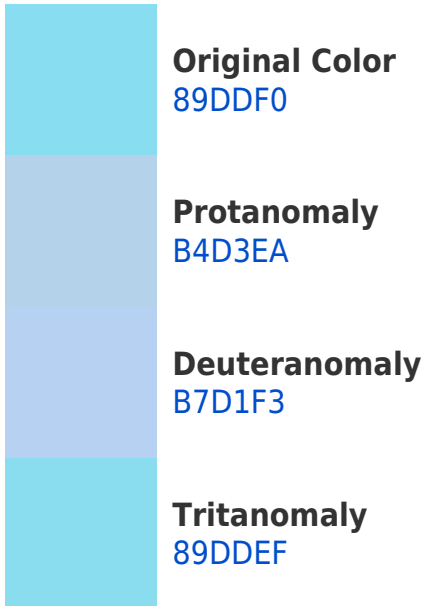 Original Color
89DDF0
Protanomaly
B4D3EA
Deuteranomaly
B7D1F3
Tritanomaly
89DDEF